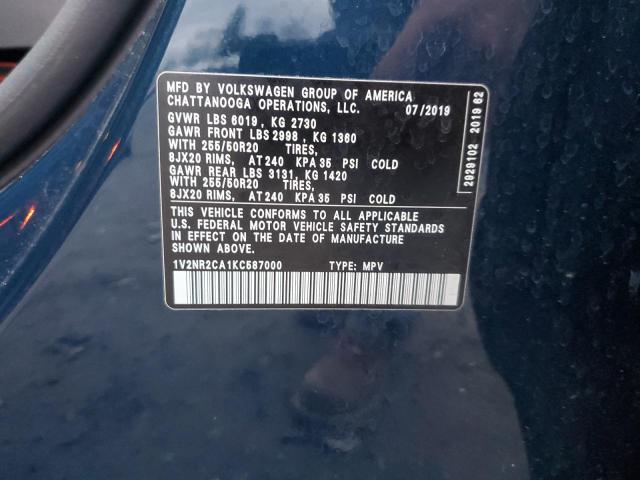 MFD BY VOLKSWAGEN GROUP OF AMERICA
CHATTANOOGA OPERATIONS, LLC. 07/2019
GVWR LBS 6019 , KG 2730
GAWR FRONT LBS 2998 , KG 1360
WITH 255/50R20 TIRES,
8JX20 RIMS, AT 240 KPA 35 PSI COLD
GAWR REAR LBS 3131, KG 1420
WITH 255/50R20 TIRES,
8JX20 RIMS, AT 240 KPA 35 PSI COLD
THIS VEHICLE CONFORMS TO ALL APPLICABLE
U.S. FEDERAL MOTOR VEHICLE SAFETY STANDARDS
IN EFFECT ON THE DATE OF MANUFACTURE
SHOWN ABOVE.
1V2NR2CA1KC587000 TYPE: MPV
2929102 2019 62